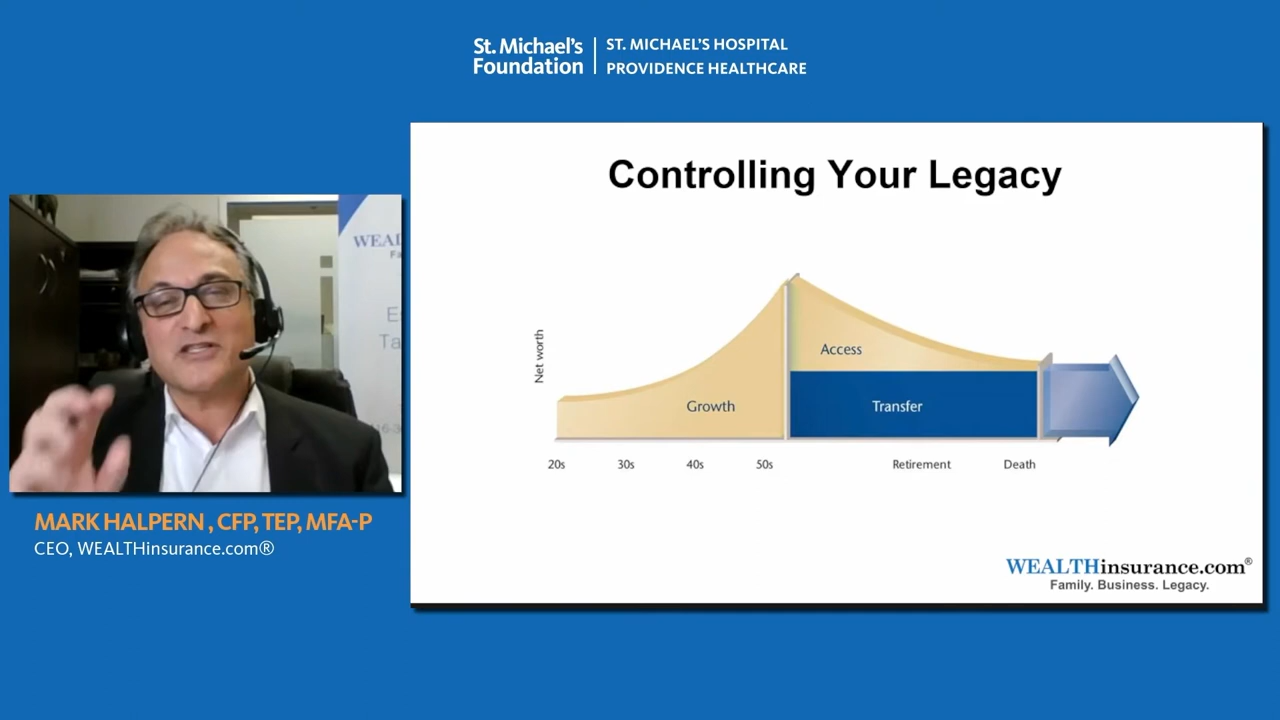 St. Michael's
Foundation
ST. MICHAEL'S HOSPITAL
PROVIDENCE HEALTHCARE
Controlling Your Legacy
Net worth
Access
Growth
Transfer
20s
30s
40s
50s
Retirement
Death
WEALTHinsurance.com®
Family. Business. Legacy.
MARK HALPERN , CFP, TEP, MFA-P
CEO, WEALTHinsurance.com®